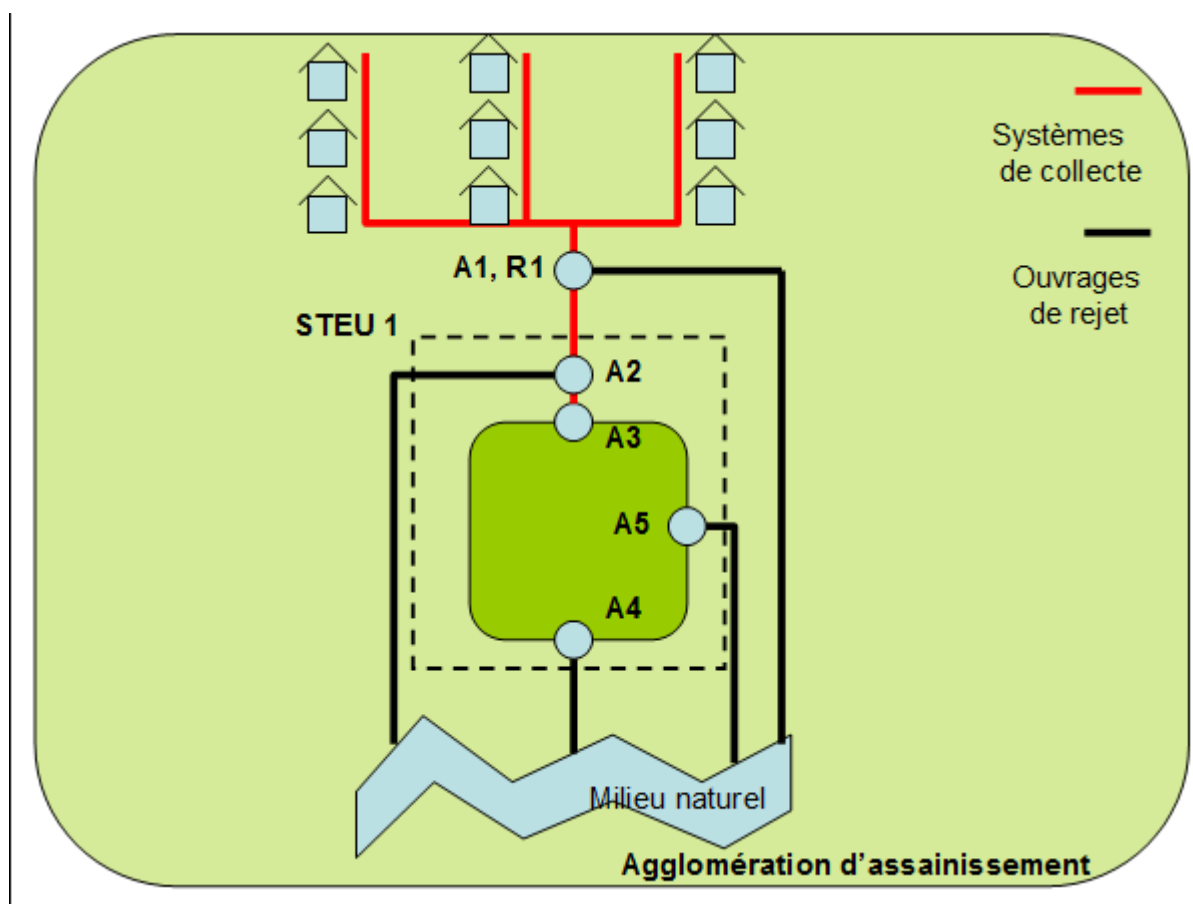 Systèmes
de collecte
Ouvrages
de rejet
A1, R1
STEU 1
A2
A3
A5
A4
Milieu naturel
Agglomération d'assainissement